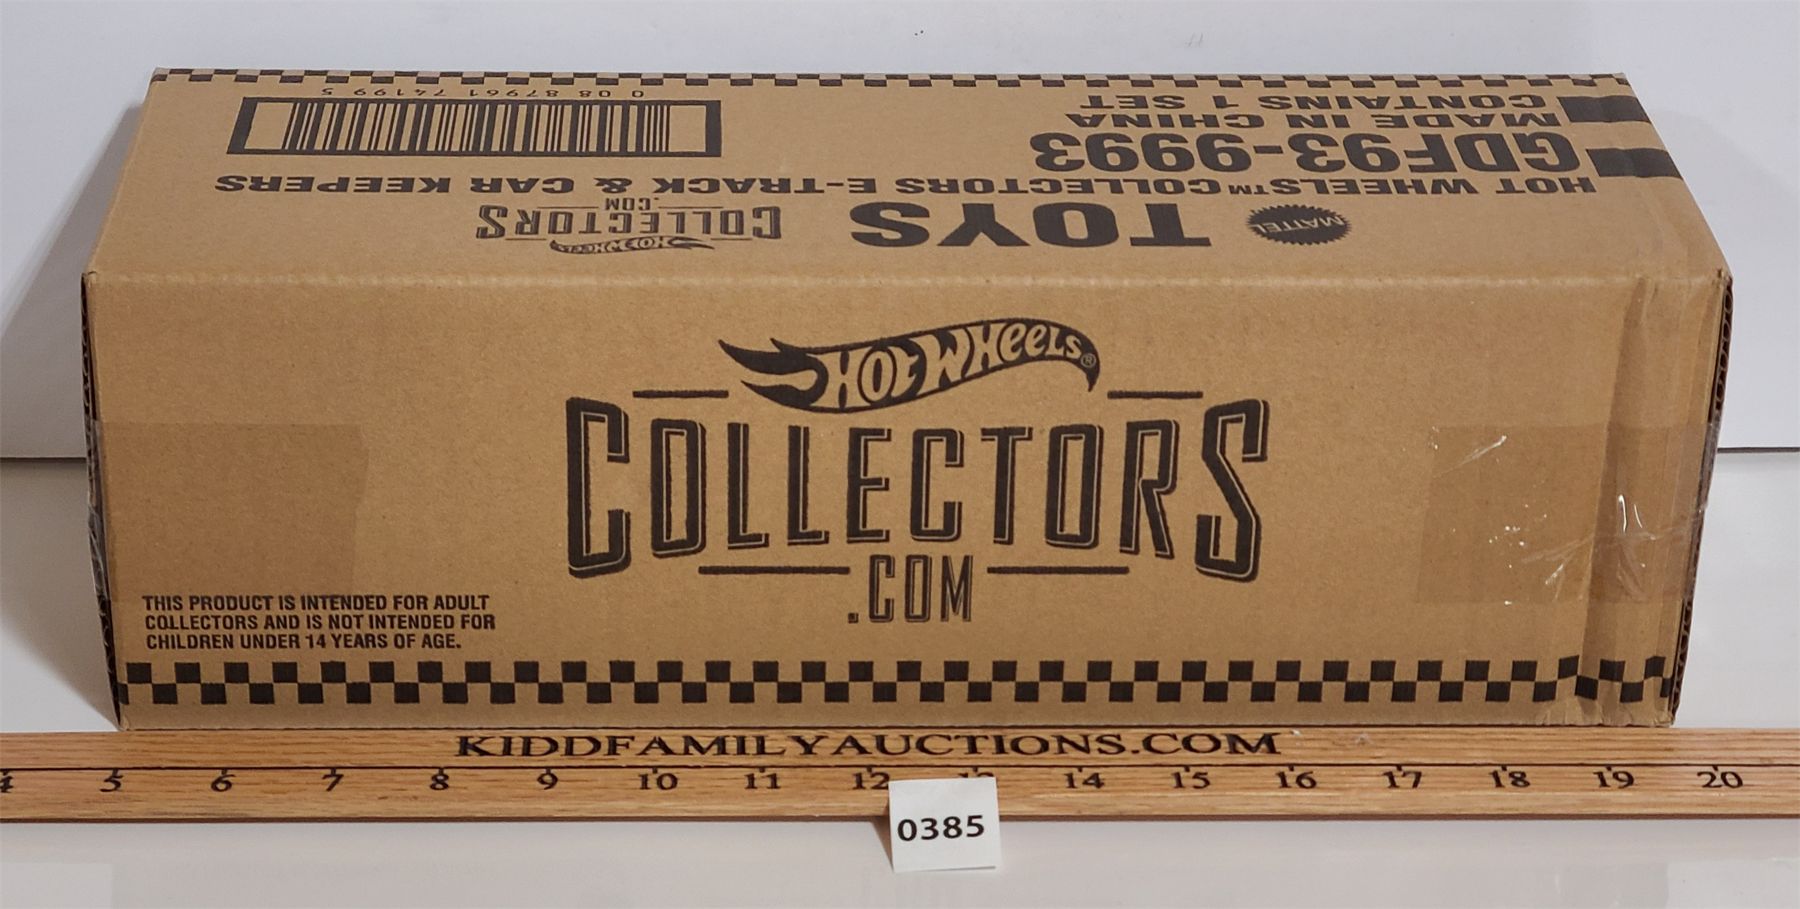 0 08 87961 74199 5
CONTAINS 1 SET
MADE IN CHINA
GDF93-9993
HOT WHEELS™ COLLECTORS E-TRACK & CAR KEEPERS
MATTEL
TOYS
HOT WHEELS
COLLECTORS
.COM
HOT WHEELS®
COLLECTORS
.COM
THIS PRODUCT IS INTENDED FOR ADULT
COLLECTORS AND IS NOT INTENDED FOR
CHILDREN UNDER 14 YEARS OF AGE.
KIDDFAMILYAUCTIONS.COM
4 5 6 7 8 9 10 11 12 13 14 15 16 17 18 19 20
0385